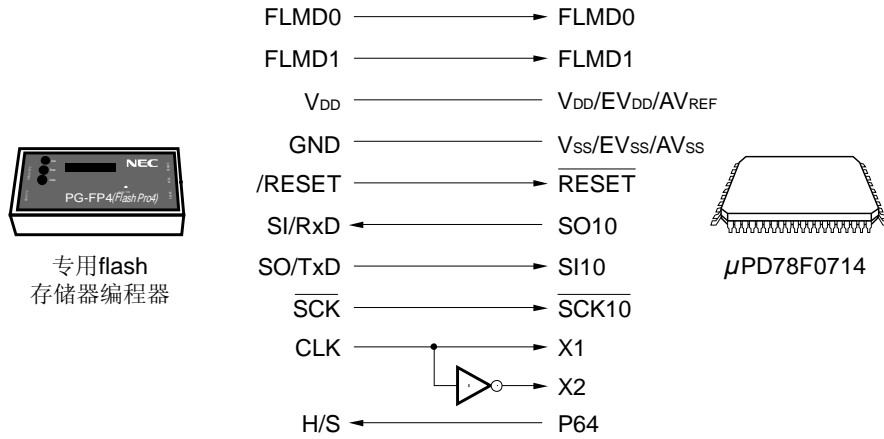 FLMD0 FLMD0
FLMD1 FLMD1
VDD VDD/EVDD/AVREF
GND VSS/EVSS/AVSS
/RESET RESET
SI/RxD SO10
SO/TxD SI10
SCK SCK10
CLK X1
X2
H/S P64
NEC
PG-FP4(Flash Pro4)
专用flash
存储器编程器
μPD78F0714